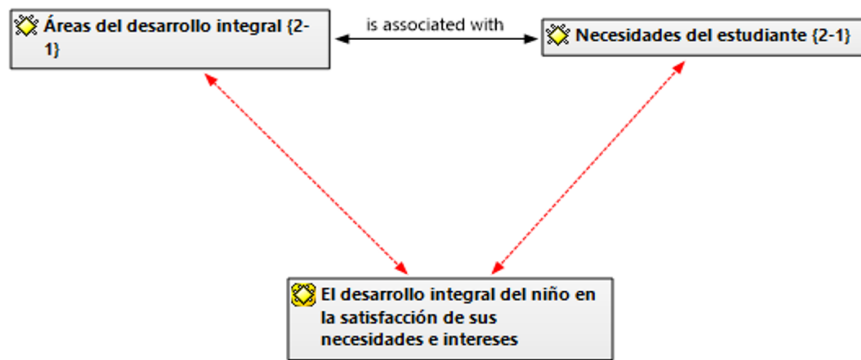 Áreas del desarrollo integral {2-
1}
is associated with
Necesidades del estudiante {2-1}
El desarrollo integral del niño en
la satisfacción de sus
necesidades e intereses